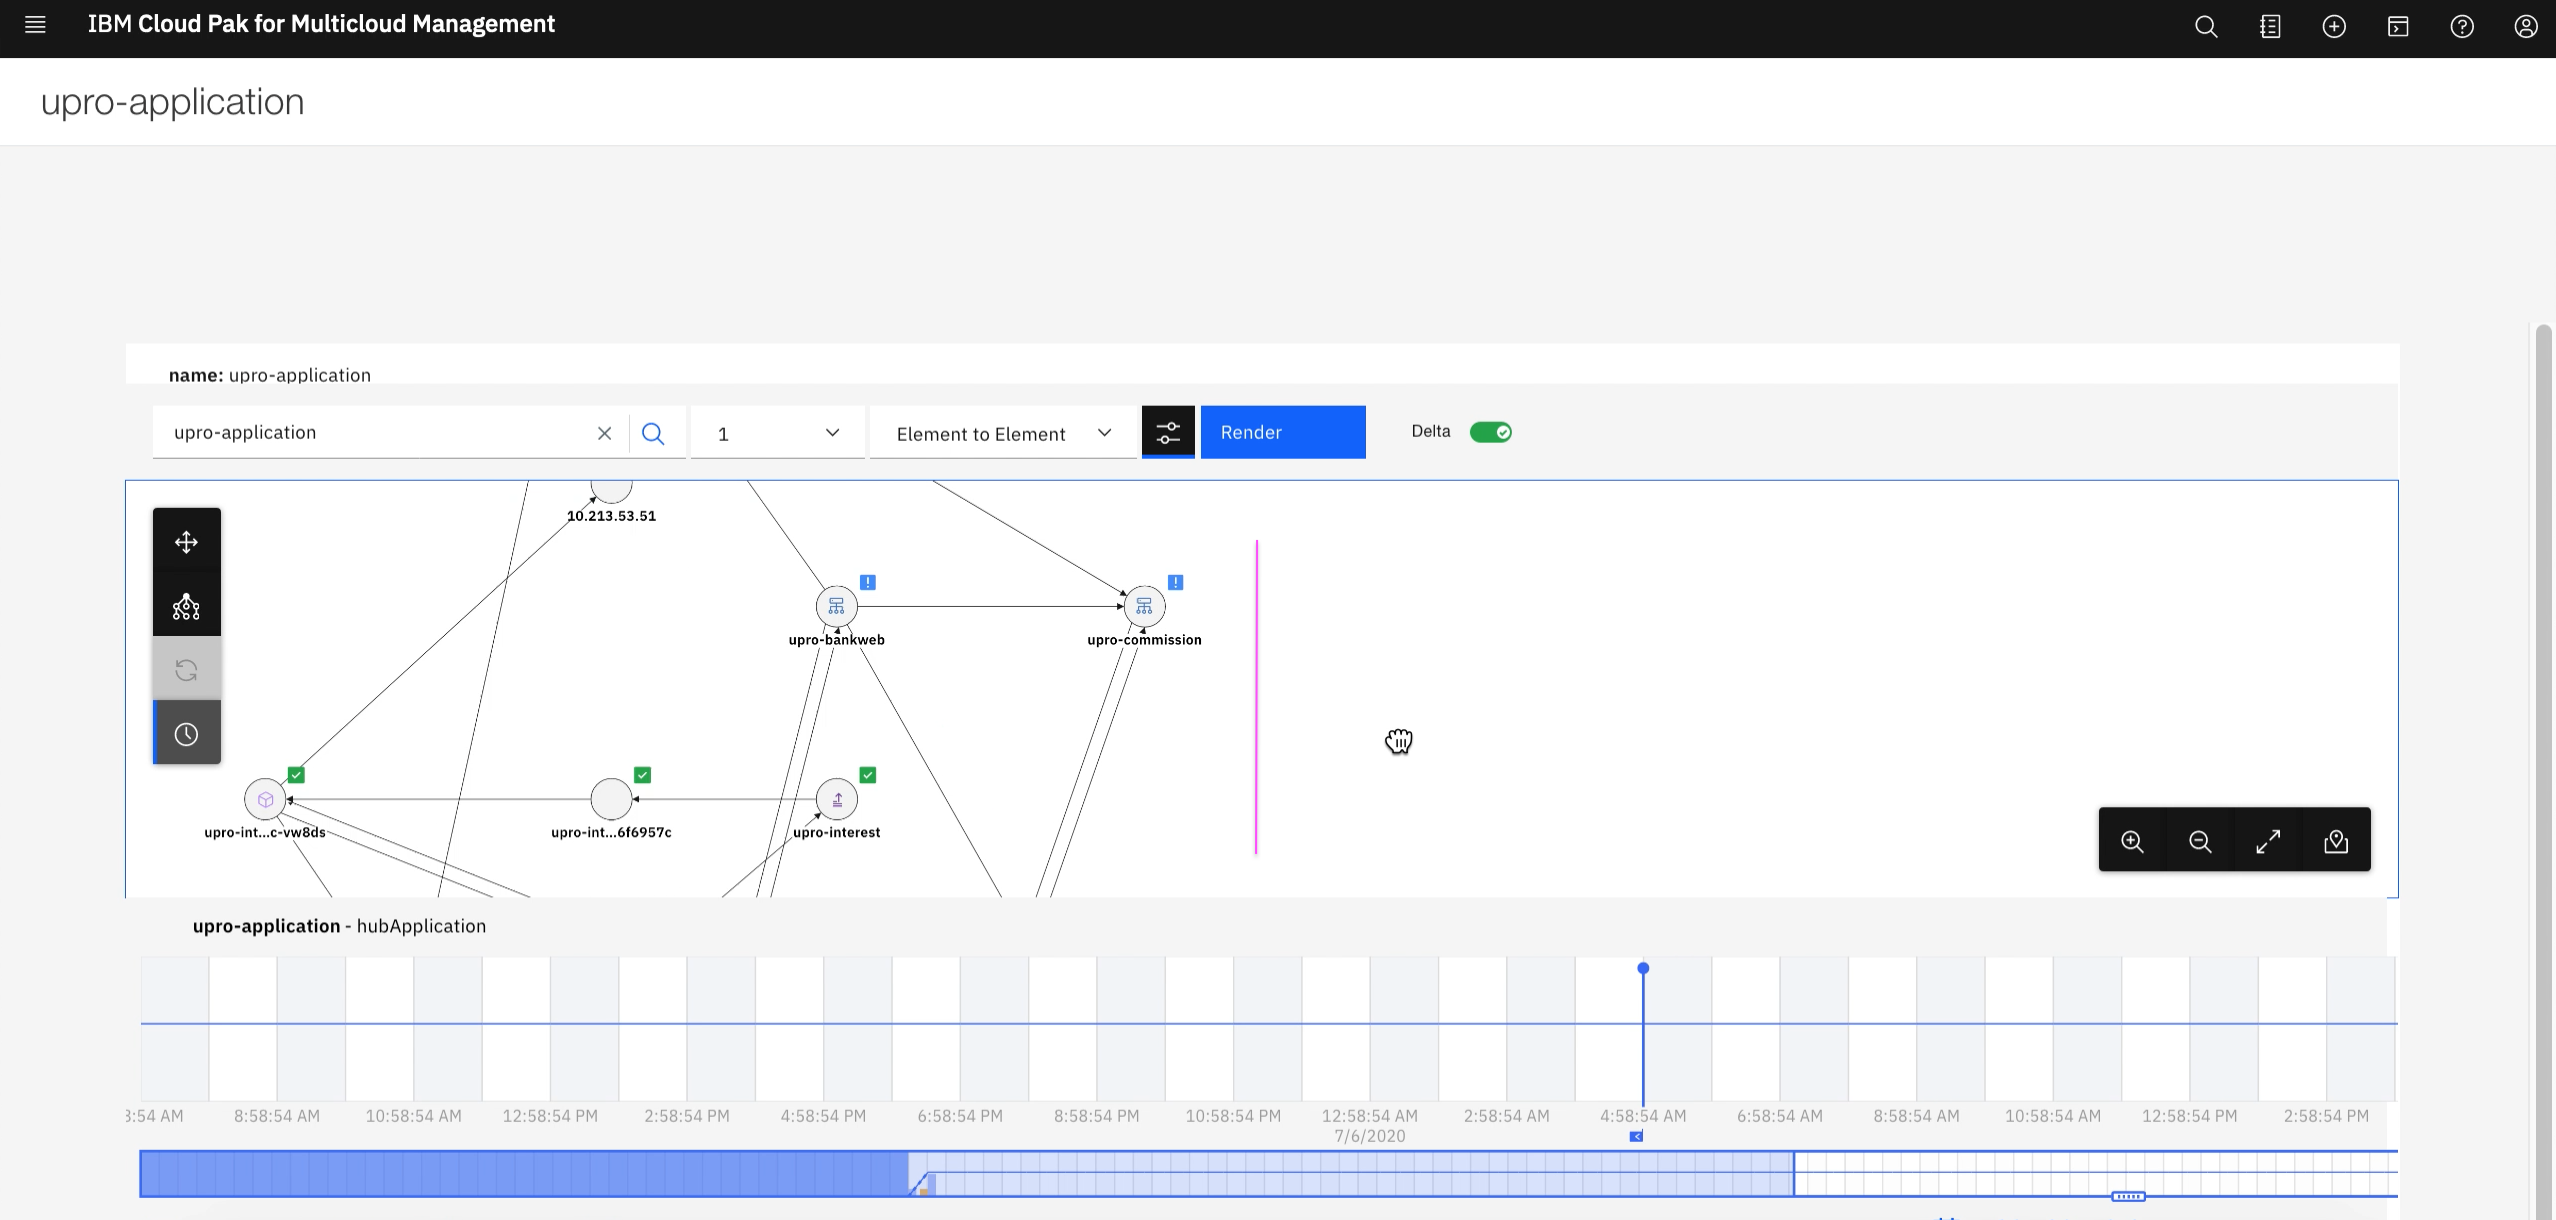 IBM Cloud Pak for Multicloud Management
upro-application
name: upro-application
upro-application
1
Element to Element
Render
Delta
10.213.53.51
upro-bankweb
upro-commission
upro-int...c-vw8ds
upro-int...6f6957c
upro-interest
upro-application - hubApplication
8:54 AM 8:58:54 AM 10:58:54 AM 12:58:54 PM 2:58:54 PM 4:58:54 PM 6:58:54 PM 8:58:54 PM 10:58:54 PM 12:58:54 AM 2:58:54 AM 4:58:54 AM 6:58:54 AM 8:58:54 AM 10:58:54 AM 12:58:54 PM 2:58:54 PM
7/6/2020